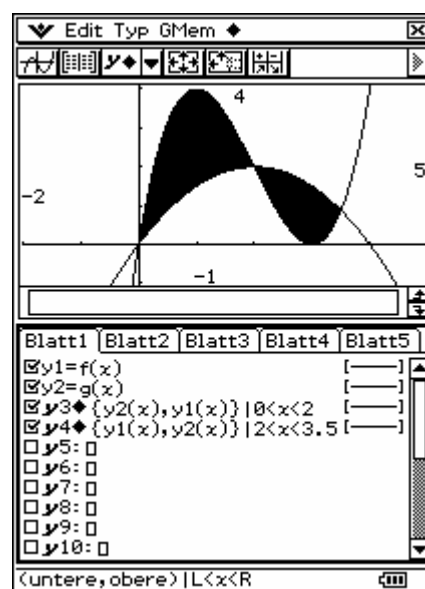 Edit Typ GMem ◆
y◆
4
-2
5
-1
Blatt1 Blatt2 Blatt3 Blatt4 Blatt5
☑y1=f(x) [—]
☑y2=g(x) [—]
☑y3◆{y2(x),y1(x)}|0<x<2 [—]
☑y4◆{y1(x),y2(x)}|2<x<3.5 [—]
☐y5:▯
☐y6:▯
☐y7:▯
☐y8:▯
☐y9:▯
☐y10:▯
(untere,obere)|L<x<R